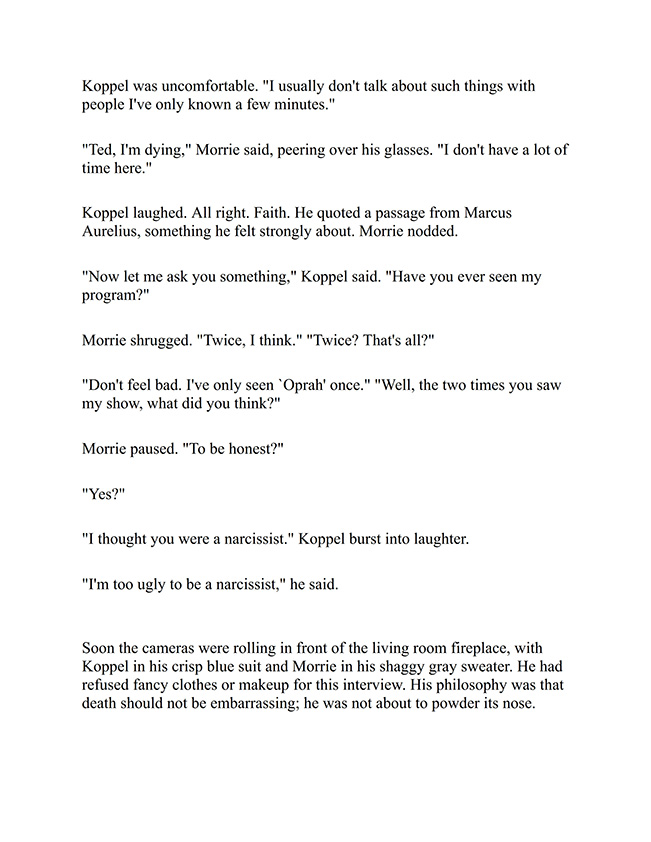 Koppel was uncomfortable. "I usually don't talk about such things with
people I've only known a few minutes."
"Ted, I'm dying," Morrie said, peering over his glasses. "I don't have a lot of
time here."
Koppel laughed. All right. Faith. He quoted a passage from Marcus
Aurelius, something he felt strongly about. Morrie nodded.
"Now let me ask you something," Koppel said. "Have you ever seen my
program?"
Morrie shrugged. "Twice, I think." "Twice? That's all?"
"Don't feel bad. I've only seen `Oprah' once." "Well, the two times you saw
my show, what did you think?"
Morrie paused. "To be honest?"
"Yes?"
"I thought you were a narcissist." Koppel burst into laughter.
"I'm too ugly to be a narcissist," he said.
Soon the cameras were rolling in front of the living room fireplace, with
Koppel in his crisp blue suit and Morrie in his shaggy gray sweater. He had
refused fancy clothes or makeup for this interview. His philosophy was that
death should not be embarrassing; he was not about to powder its nose.